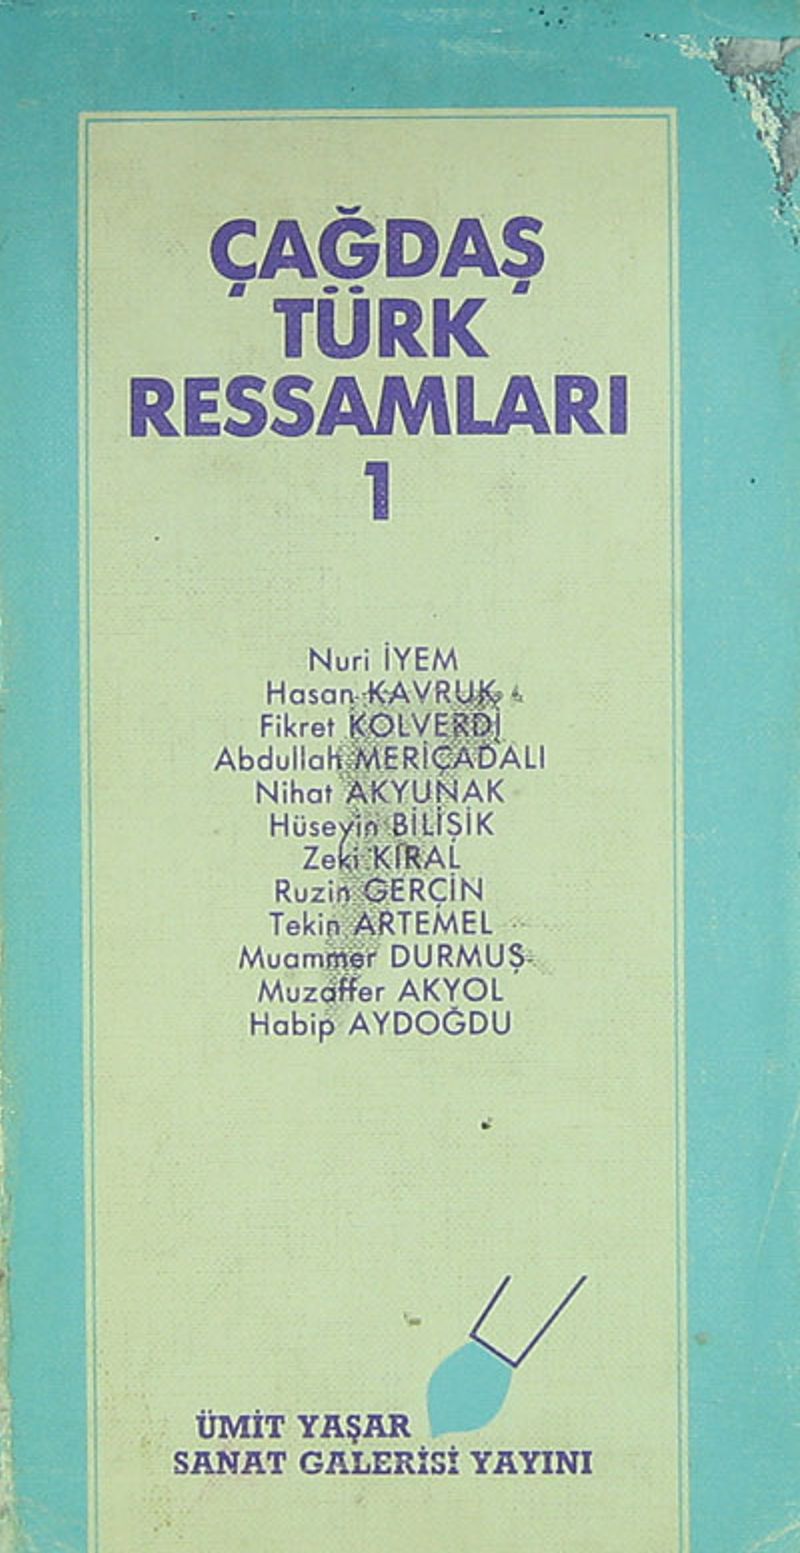 ÇAĞDAŞ
TÜRK
RESSAMLARI
1
Nuri İYEM
Hasan KAVRUK
Fikret KOLVERDİ
Abdullah MERİÇADALI
Nihat AKYUNAK
Hüseyin BİLİŞİK
Zeki KIRAL
Ruzin GERÇİN
Tekin ARTEMEL
Muammer DURMUŞ
Muzaffer AKYOL
Habip AYDOĞDU
ÜMİT YAŞAR
SANAT GALERİSİ YAYINI